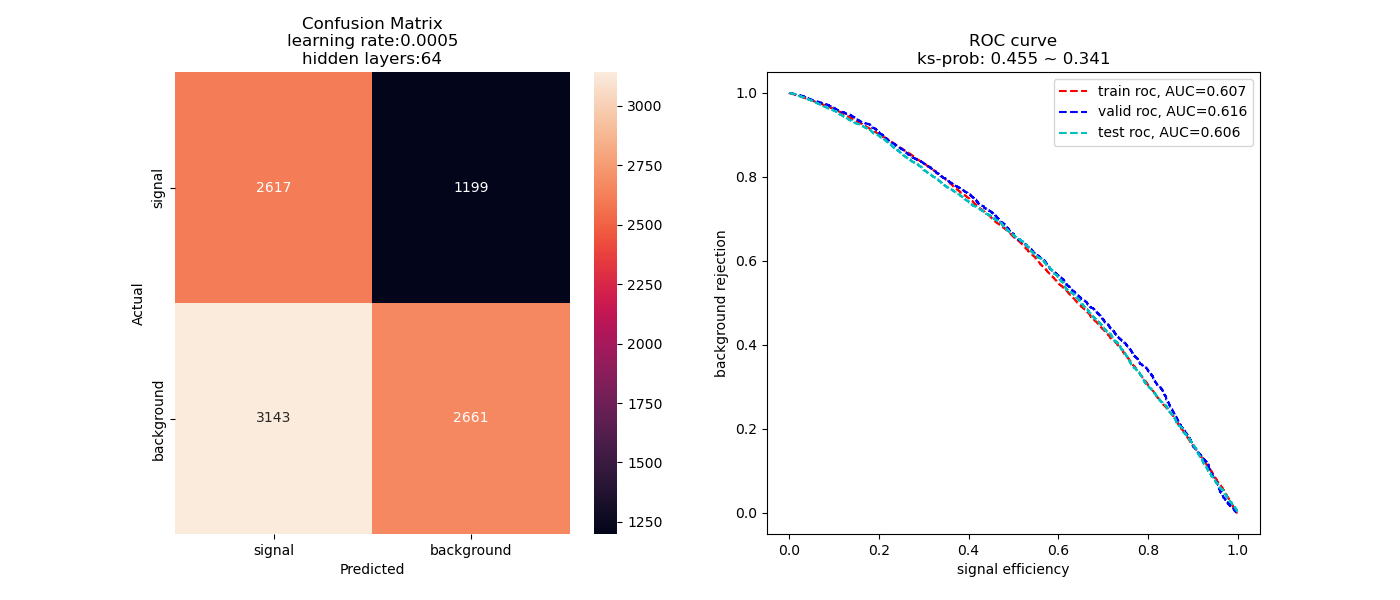 Confusion Matrix
learning rate:0.0005
hidden layers:64
signal
background
Actual
2617
1199
3143
2661
signal
background
Predicted
3000
2750
2500
2250
2000
1750
1500
1250
ROC curve
ks-prob: 0.455 ~ 0.341
train roc, AUC=0.607
valid roc, AUC=0.616
test roc, AUC=0.606
background rejection
1.0
0.8
0.6
0.4
0.2
0.0
0.0
0.2
0.4
0.6
0.8
1.0
signal efficiency